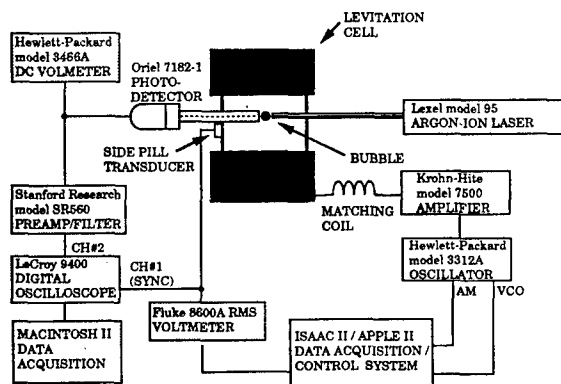 LEVITATION
CELL
Hewlett-Packard
model 3466A
DC VOLMETER
Oriel 7182-1
PHOTO-
DETECTOR
Lexel model 95
ARGON-ION LASER
SIDE PILL
TRANSDUCER
BUBBLE
Krohn-Hite
model 7500
AMPLIFIER
MATCHING
COIL
Stanford Research
model SR560
PREAMP/FILTER
CH#2
Hewlett-Packard
model 3312A
OSCILLATOR
LeCroy 9400
DIGITAL
OSCILLOSCOPE
CH#1
(SYNC)
AM
VCO
Fluke 8600A RMS
VOLTMETER
MACINTOSH II
DATA
ACQUISITION
ISAAC II / APPLE II
DATA ACQUISITION /
CONTROL SYSTEM